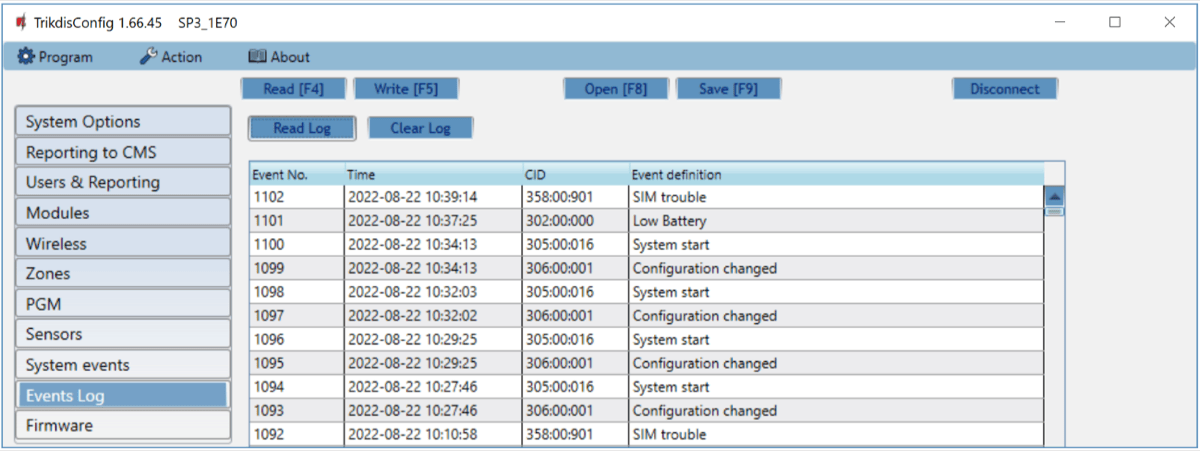 TrikdisConfig 1.66.45 SP3_1E70
Program Action About
Read [F4] Write [F5] Open [F8] Save [F9] Disconnect
Read Log Clear Log
System Options
Reporting to CMS
Users & Reporting
Modules
Wireless
Zones
PGM
Sensors
System events
Events Log
Firmware
Event No. Time CID Event definition
1102 2022-08-22 10:39:14 358:00:901 SIM trouble
1101 2022-08-22 10:37:25 302:00:000 Low Battery
1100 2022-08-22 10:34:13 305:00:016 System start
1099 2022-08-22 10:34:13 306:00:001 Configuration changed
1098 2022-08-22 10:32:03 305:00:016 System start
1097 2022-08-22 10:32:02 306:00:001 Configuration changed
1096 2022-08-22 10:29:25 305:00:016 System start
1095 2022-08-22 10:29:25 306:00:001 Configuration changed
1094 2022-08-22 10:27:46 305:00:016 System start
1093 2022-08-22 10:27:46 306:00:001 Configuration changed
1092 2022-08-22 10:10:58 358:00:901 SIM trouble